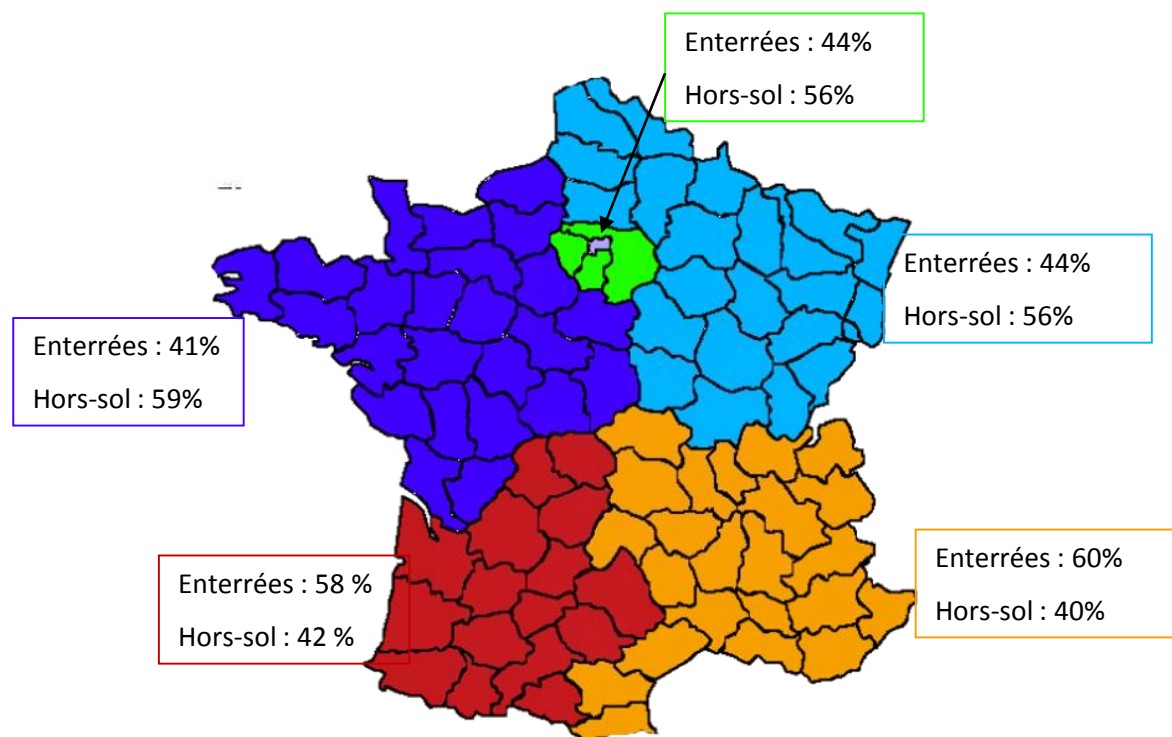 Enterrées : 44%
Hors-sol : 56%
Enterrées : 44%
Hors-sol : 56%
Enterrées : 41%
Hors-sol : 59%
Enterrées : 58 %
Hors-sol : 42 %
Enterrées : 60%
Hors-sol : 40%